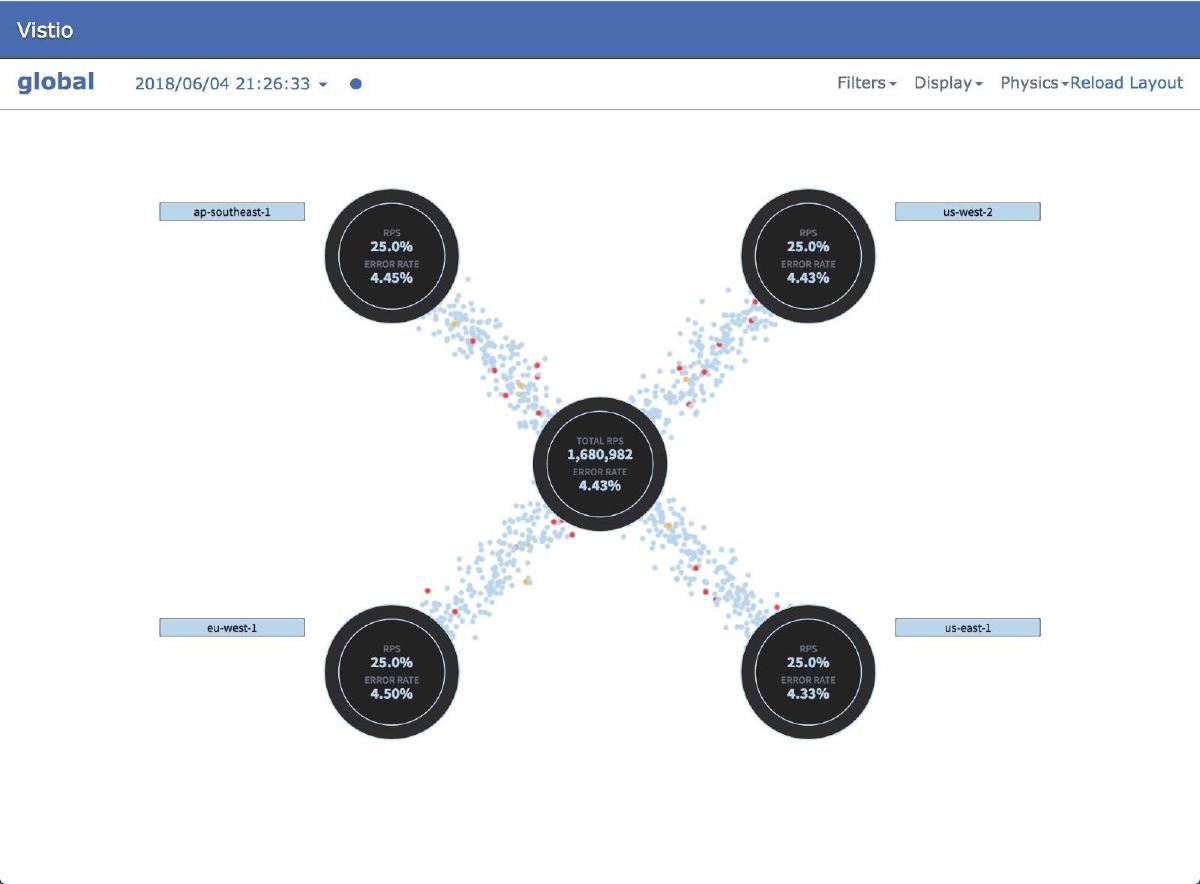 Vistio
global 2018/06/04 21:26:33 Filters Display Physics Reload Layout
ap-southeast-1
RPS
25.0%
ERROR RATE
4.45%
RPS
25.0%
ERROR RATE
4.43%
us-west-2
TOTAL RPS
1,680,982
ERROR RATE
4.43%
eu-west-1
RPS
25.0%
ERROR RATE
4.50%
RPS
25.0%
ERROR RATE
4.33%
us-east-1